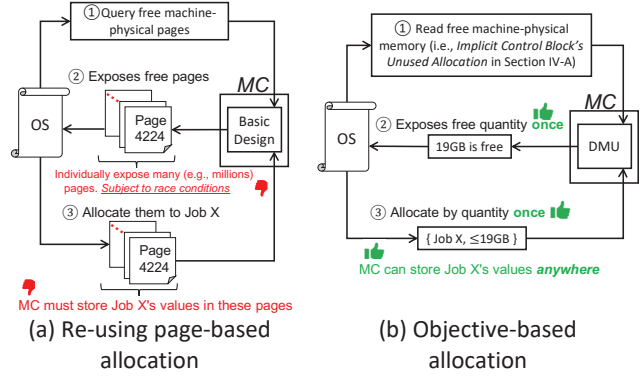 ① Query free machine-
physical pages
② Exposes free pages
MC
OS
Page
4224
Basic
Design
Individually expose many (e.g., millions)
pages. Subject to race conditions
③ Allocate them to Job X
Page
4224
MC must store Job X's values in these pages
(a) Re-using page-based
allocation
① Read free machine-physical
memory (i.e., Implicit Control Block's
Unused Allocation in Section IV-A)
MC
② Exposes free quantity once
OS
19GB is free
DMU
③ Allocate by quantity once
{ Job X, ≤19GB }
MC can store Job X's values anywhere
(b) Objective-based
allocation